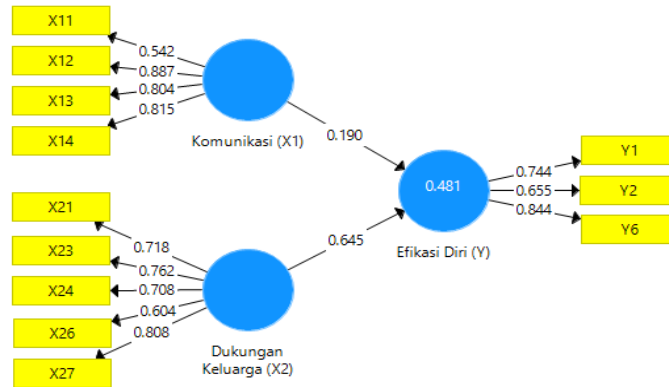 X11
X12
X13
X14
0.542
0.887
0.804
0.815
Komunikasi (X1)
0.190
X21
X23
X24
X26
X27
0.718
0.762
0.708
0.604
0.808
Dukungan
Keluarga (X2)
0.645
0.481
Efikasi Diri (Y)
0.744
0.655
0.844
Y1
Y2
Y6